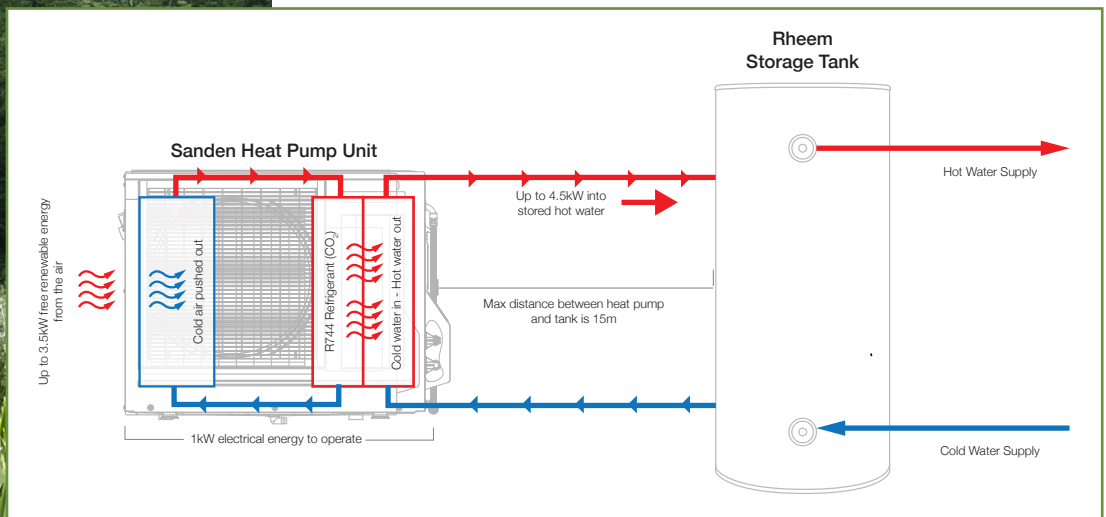 Rheem
Storage Tank
Sanden Heat Pump Unit
Hot Water Supply
Up to 4.5kW into
stored hot water
Up to 3.5kW free renewable energy
from the air
Cold air pushed out
R744 Refrigerant (CO₂)
Cold water in - Hot water out
Max distance between heat pump
and tank is 15m
1kW electrical energy to operate
Cold Water Supply